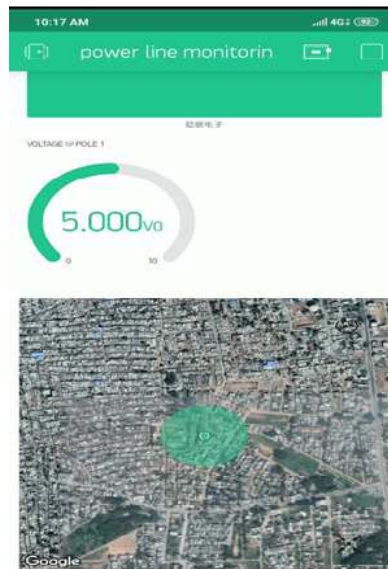 10:17 AM
4G
power line monitorin
VOLTAGE @ POLE 1
5.000Vo
0
10
Google